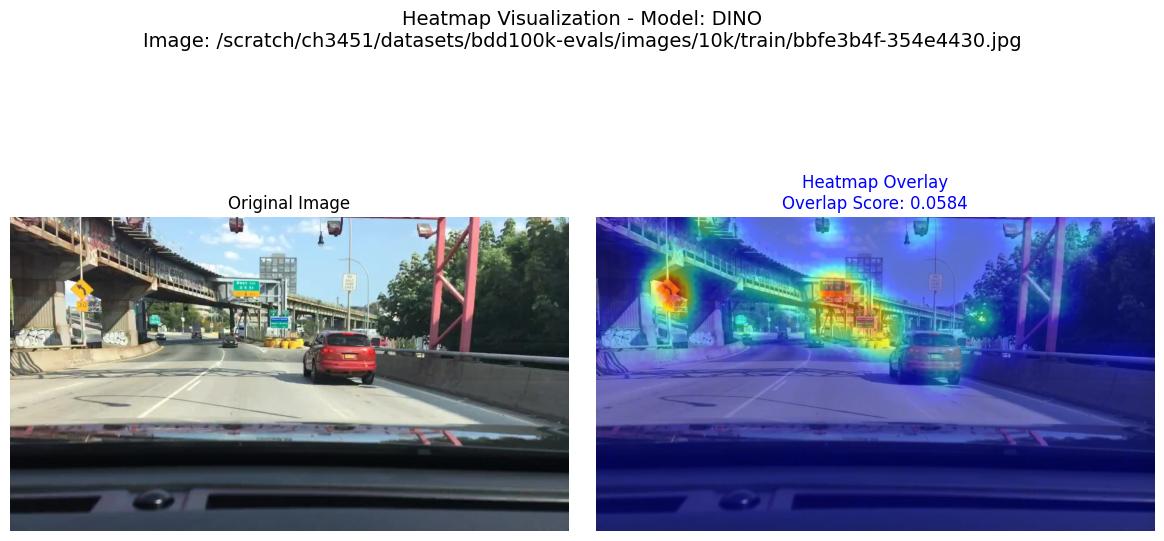 Heatmap Visualization - Model: DINO
Image: /scratch/ch3451/datasets/bdd100k-evals/images/10k/train/bbfe3b4f-354e4430.jpg
Original Image
Heatmap Overlay
Overlap Score: 0.0584